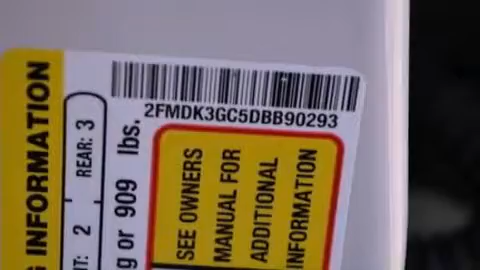 2FMDK3GC5DBB90293
INFORMATION
REAR: 3
2
or 909 lbs.
SEE OWNERS
MANUAL FOR
ADDITIONAL
INFORMATION